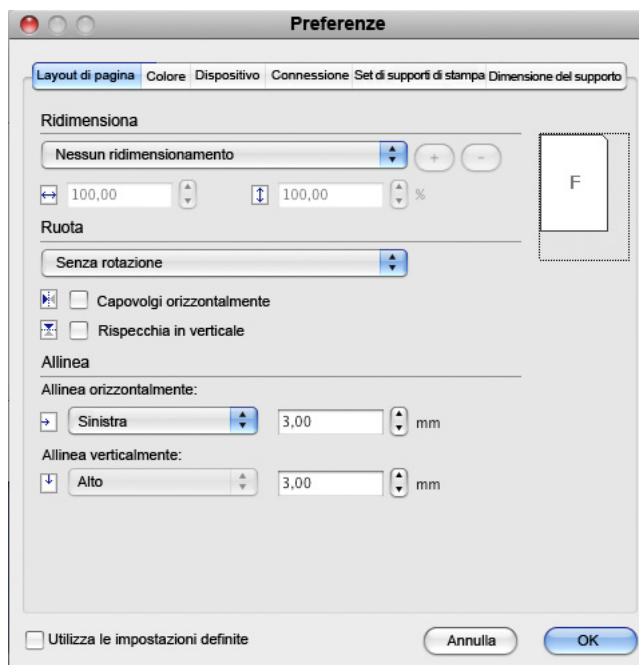 Preferenze
Layout di pagina Colore Dispositivo Connessione Set di supporti di stampa Dimensione del supporto
Ridimensiona
Nessun ridimensionamento + -
100,00 100,00 %
F
Ruota
Senza rotazione
Capovolgi orizzontalmente
Rispecchia in verticale
Allinea
Allinea orizzontalmente:
Sinistra 3,00 mm
Allinea verticalmente:
Alto 3,00 mm
Utilizza le impostazioni definite Annulla OK